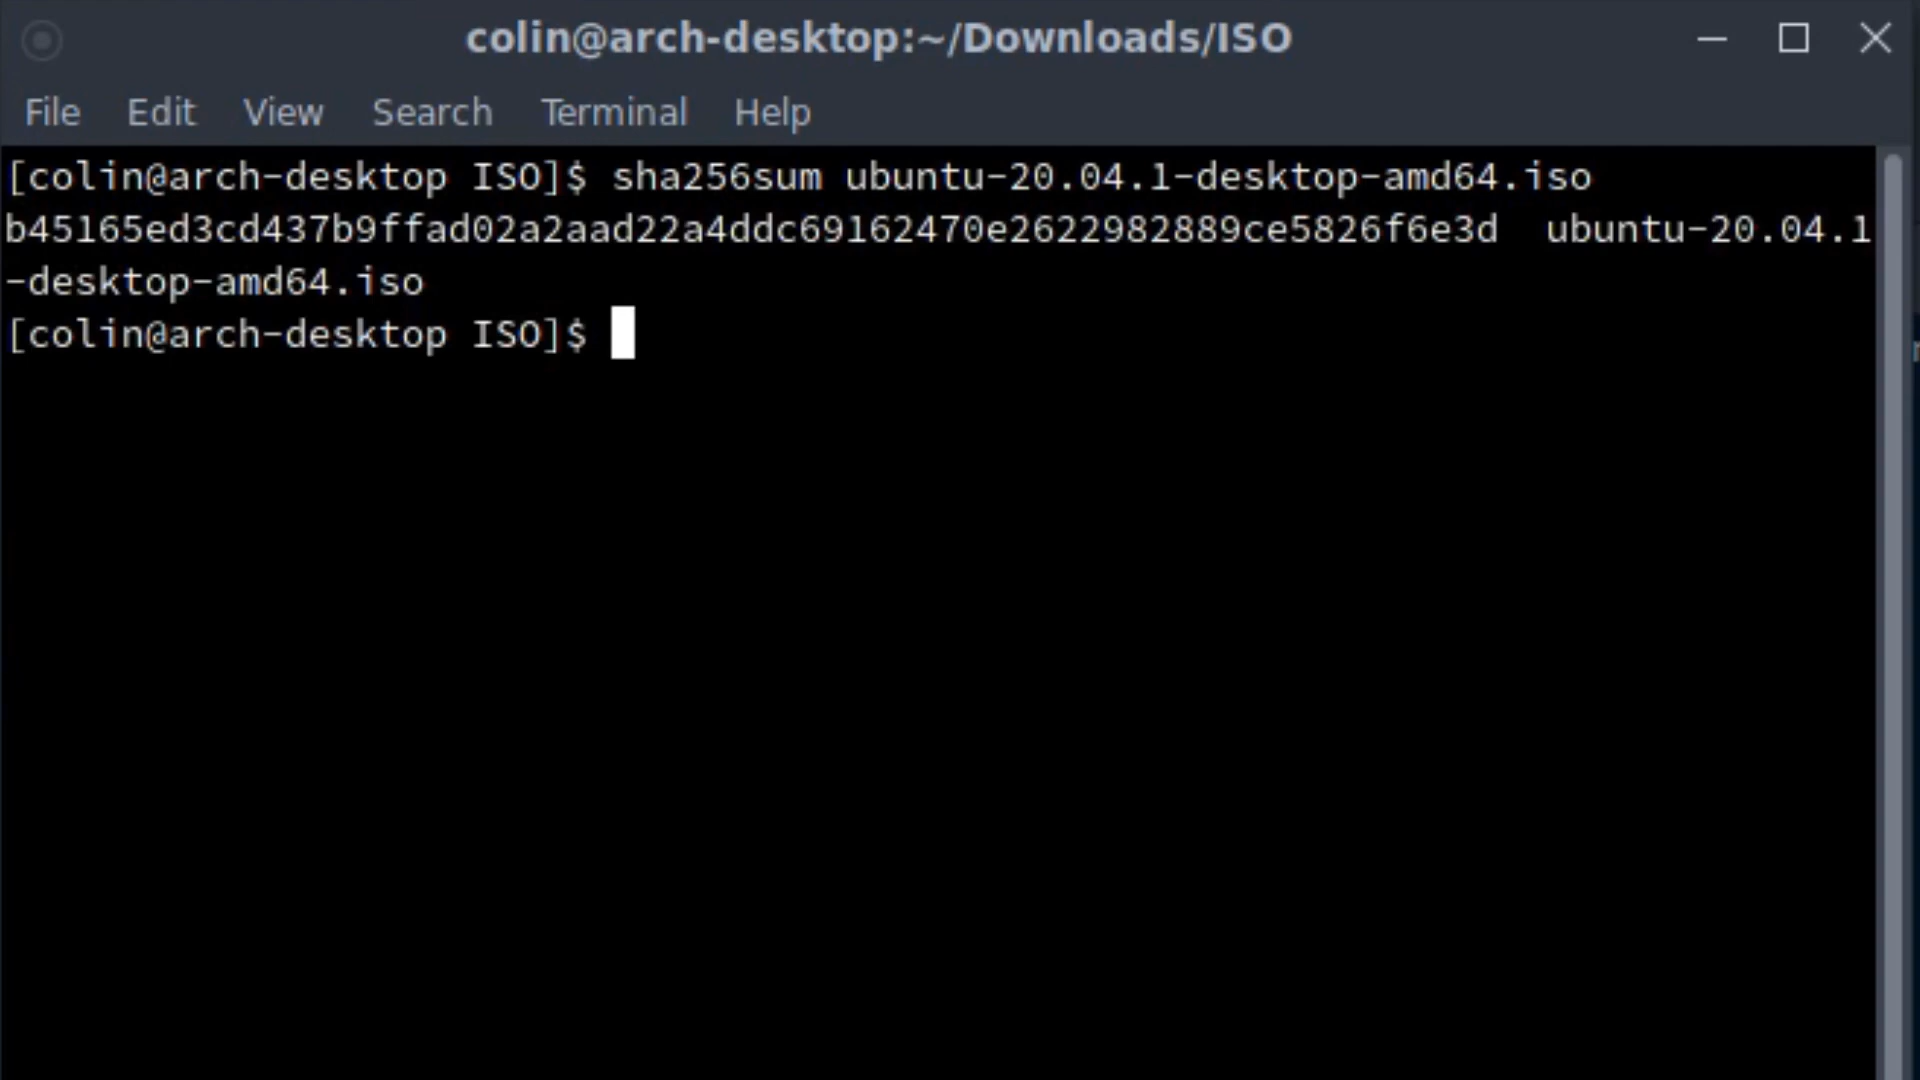 colin@arch-desktop:~/Downloads/ISO
File Edit View Search Terminal Help
[colin@arch-desktop ISO]$ sha256sum ubuntu-20.04.1-desktop-amd64.iso
b45165ed3cd437b9ffad02a2aad22a4ddc69162470e2622982889ce5826f6e3d  ubuntu-20.04.1
-desktop-amd64.iso
[colin@arch-desktop ISO]$